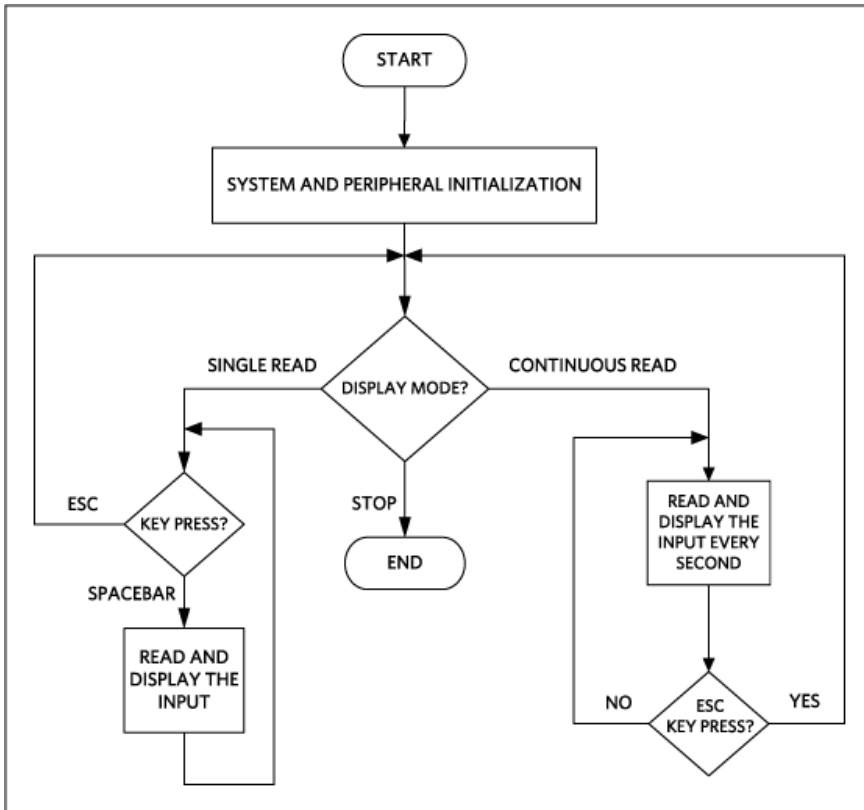 START
SYSTEM AND PERIPHERAL INITIALIZATION
SINGLE READ
CONTINUOUS READ
DISPLAY MODE?
ESC
KEY PRESS?
STOP
READ AND
DISPLAY THE
INPUT EVERY
SECOND
END
SPACEBAR
READ AND
DISPLAY THE
INPUT
NO
ESC
KEY PRESS?
YES